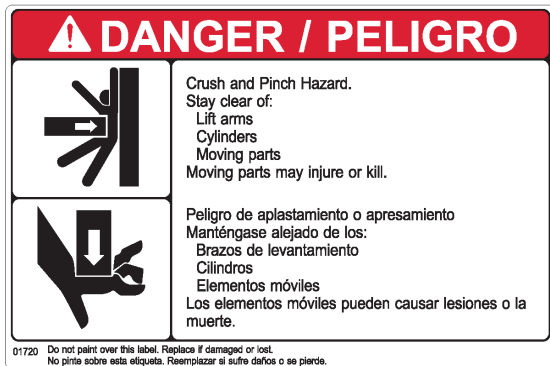 DANGER / PELIGRO
Crush and Pinch Hazard.
Stay clear of:
Lift arms
Cylinders
Moving parts
Moving parts may injure or kill.
Peligro de aplastamiento o apresamiento
Manténgase alejado de los:
Brazos de levantamiento
Cilindros
Elementos móviles
Los elementos móviles pueden causar lesiones o la
muerte.
01720 Do not paint over this label. Replace if damaged or lost.
No pinte sobre esta etiqueta. Reemplazar si sufre daños o se pierde.